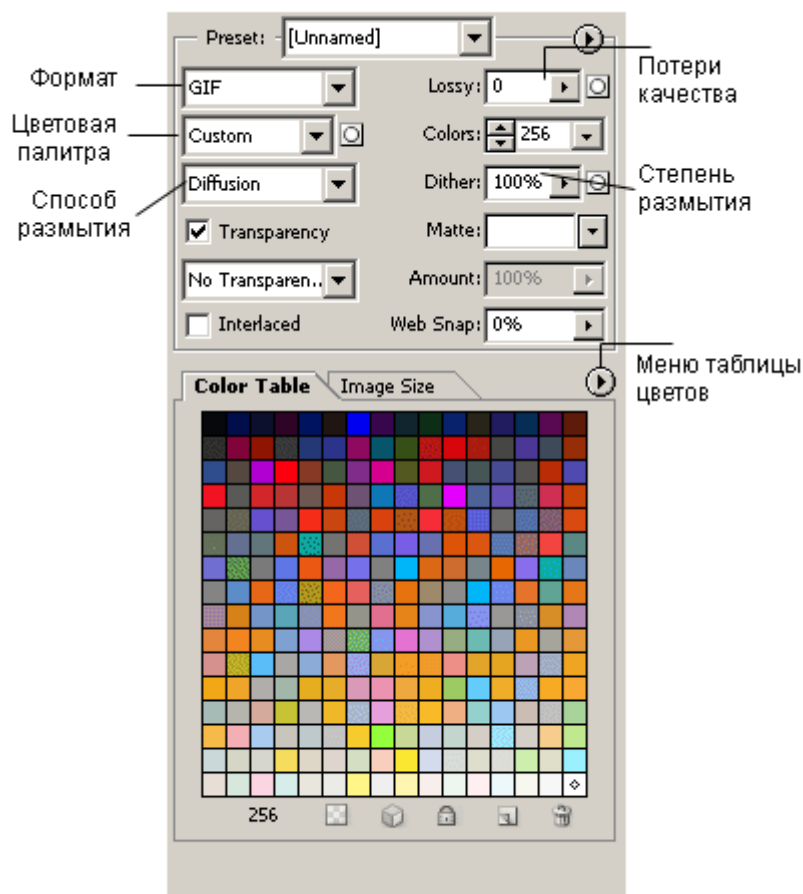 Preset: [Unnamed]
Формат
GIF
Lossy: 0
Потери качества
Цветовая палитра
Custom
Colors: 256
Способ размытия
Diffusion
Dither: 100%
Степень размытия
Transparency
Matte:
No Transparen..
Amount: 100%
Interlaced
Web Snap: 0%
Меню таблицы цветов
Color Table
Image Size
256